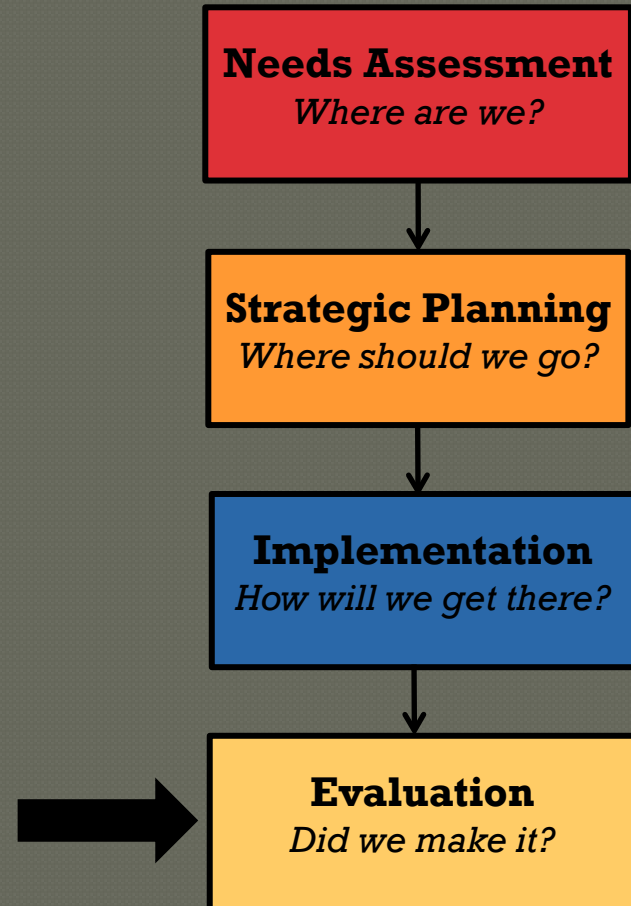 Needs Assessment
Where are we?
Strategic Planning
Where should we go?
Implementation
How will we get there?
Evaluation
Did we make it?